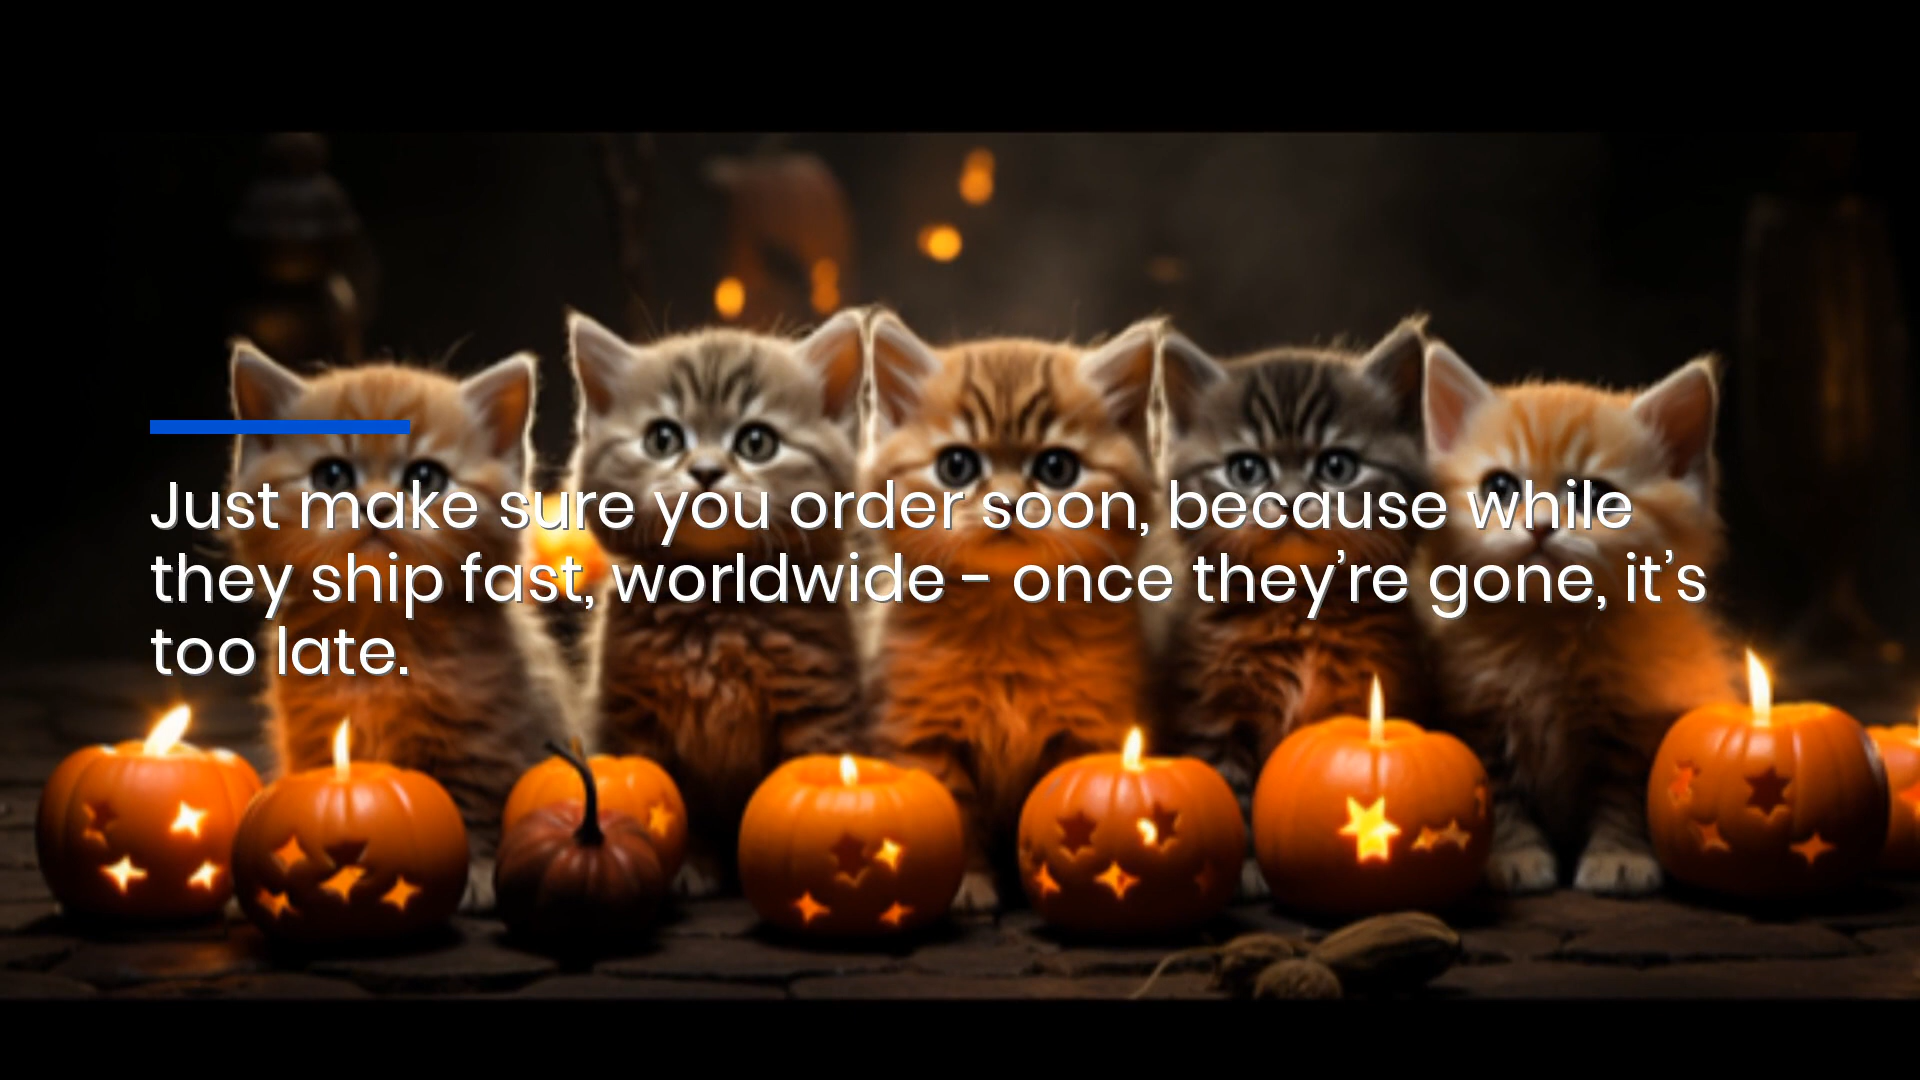 Just make sure you order soon, because while
they ship fast, worldwide - once they’re gone, it’s
too late.